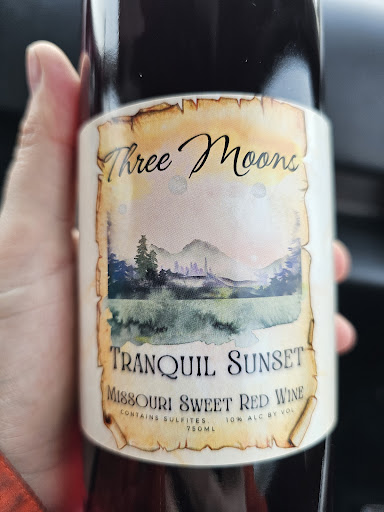 Three Moons
TRANQUIL SUNSET
MISSOURI SWEET RED WINE
CONTAINS SULFITES 10% ALC BY VOL
750ML